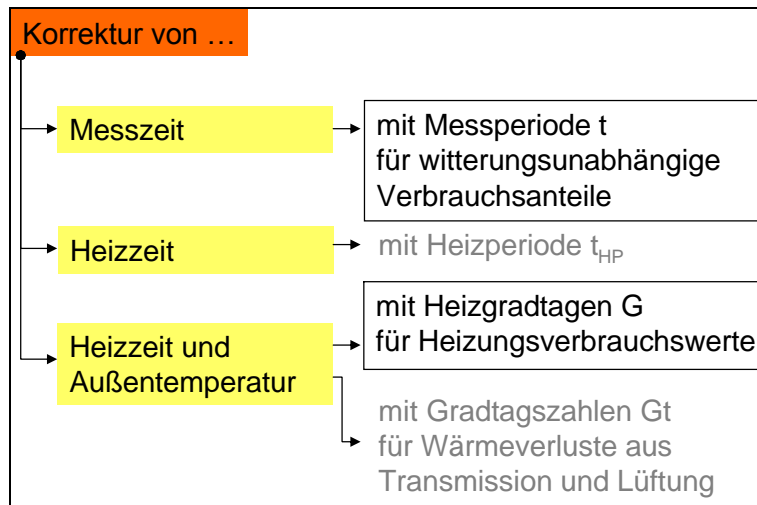 Korrektur von …
Messzeit
mit Messperiode t
für witterungsunabhängige
Verbrauchsanteile
Heizzeit
mit Heizperiode t_HP
Heizzeit und
Außentemperatur
mit Heizgradtagen G
für Heizungsverbrauchswerte
mit Gradtagszahlen Gt
für Wärmeverluste aus
Transmission und Lüftung